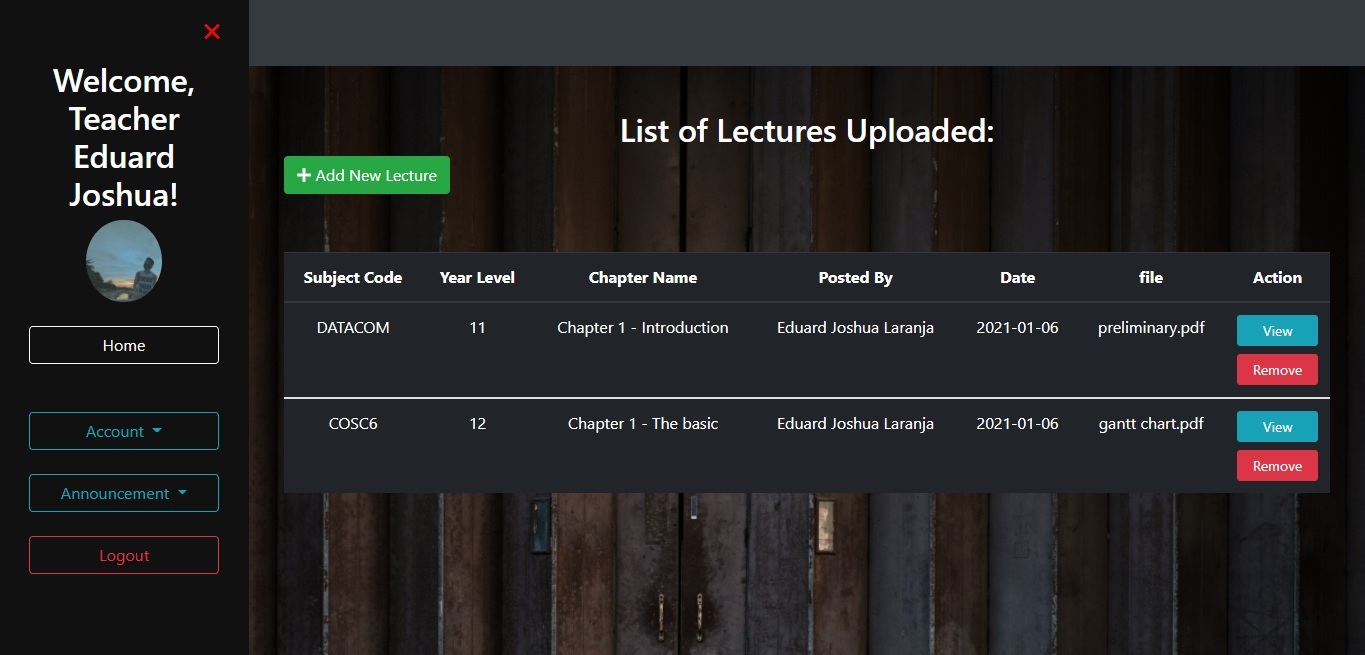 Welcome,
Teacher
Eduard
Joshua!
Home
Account
Announcement
Logout
List of Lectures Uploaded:
Add New Lecture
Subject Code Year Level Chapter Name Posted By Date file Action
DATACOM 11 Chapter 1 - Introduction Eduard Joshua Laranja 2021-01-06 preliminary.pdf View
Remove
COSC6 12 Chapter 1 - The basic Eduard Joshua Laranja 2021-01-06 gantt chart.pdf View
Remove